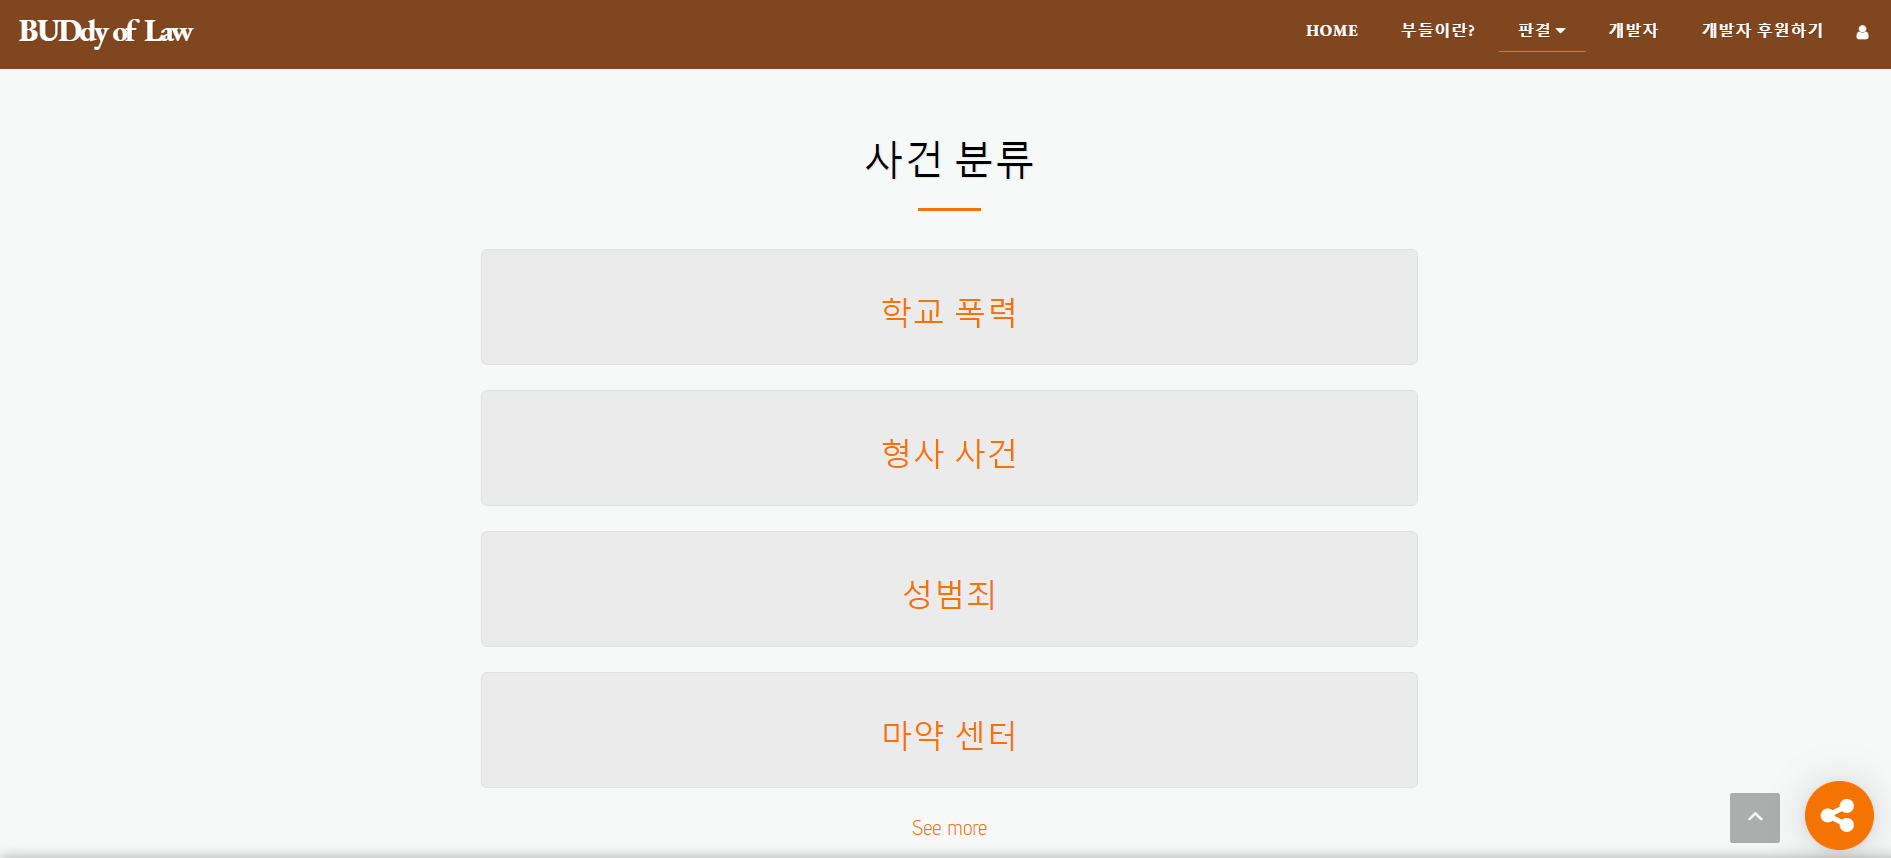 BUDdy of Law
HOME 부들이란? 판결 개발자 개발자 후원하기
사건 분류
학교 폭력
형사 사건
성범죄
마약 센터
See more